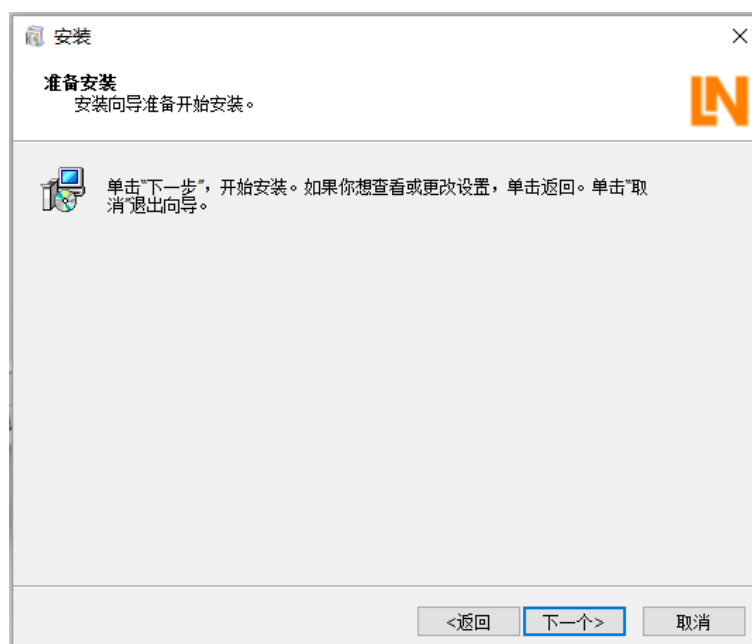 安装
准备安装
安装向导准备开始安装。
LN
单击"下一步"，开始安装。如果你想查看或更改设置，单击返回。单击"取
消"退出向导。
<返回
下一个>
取消